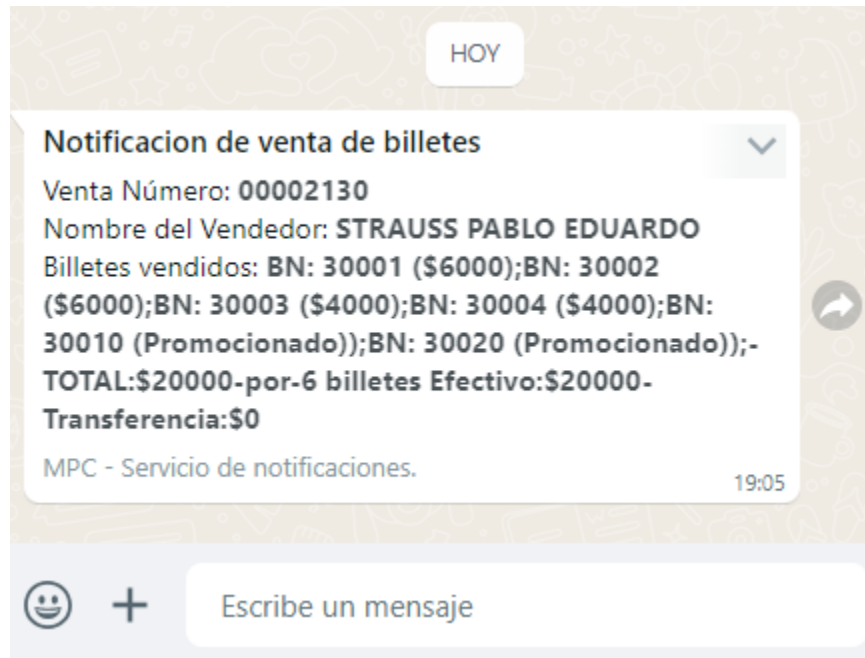 HOY
Notificacion de venta de billetes
Venta Número: 00002130
Nombre del Vendedor: STRAUSS PABLO EDUARDO
Billetes vendidos: BN: 30001 ($6000);BN: 30002
($6000);BN: 30003 ($4000);BN: 30004 ($4000);BN:
30010 (Promocionado));BN: 30020 (Promocionado));-
TOTAL:$20000-por-6 billetes Efectivo:$20000-
Transferencia:$0
MPC - Servicio de notificaciones.
19:05
Escribe un mensaje